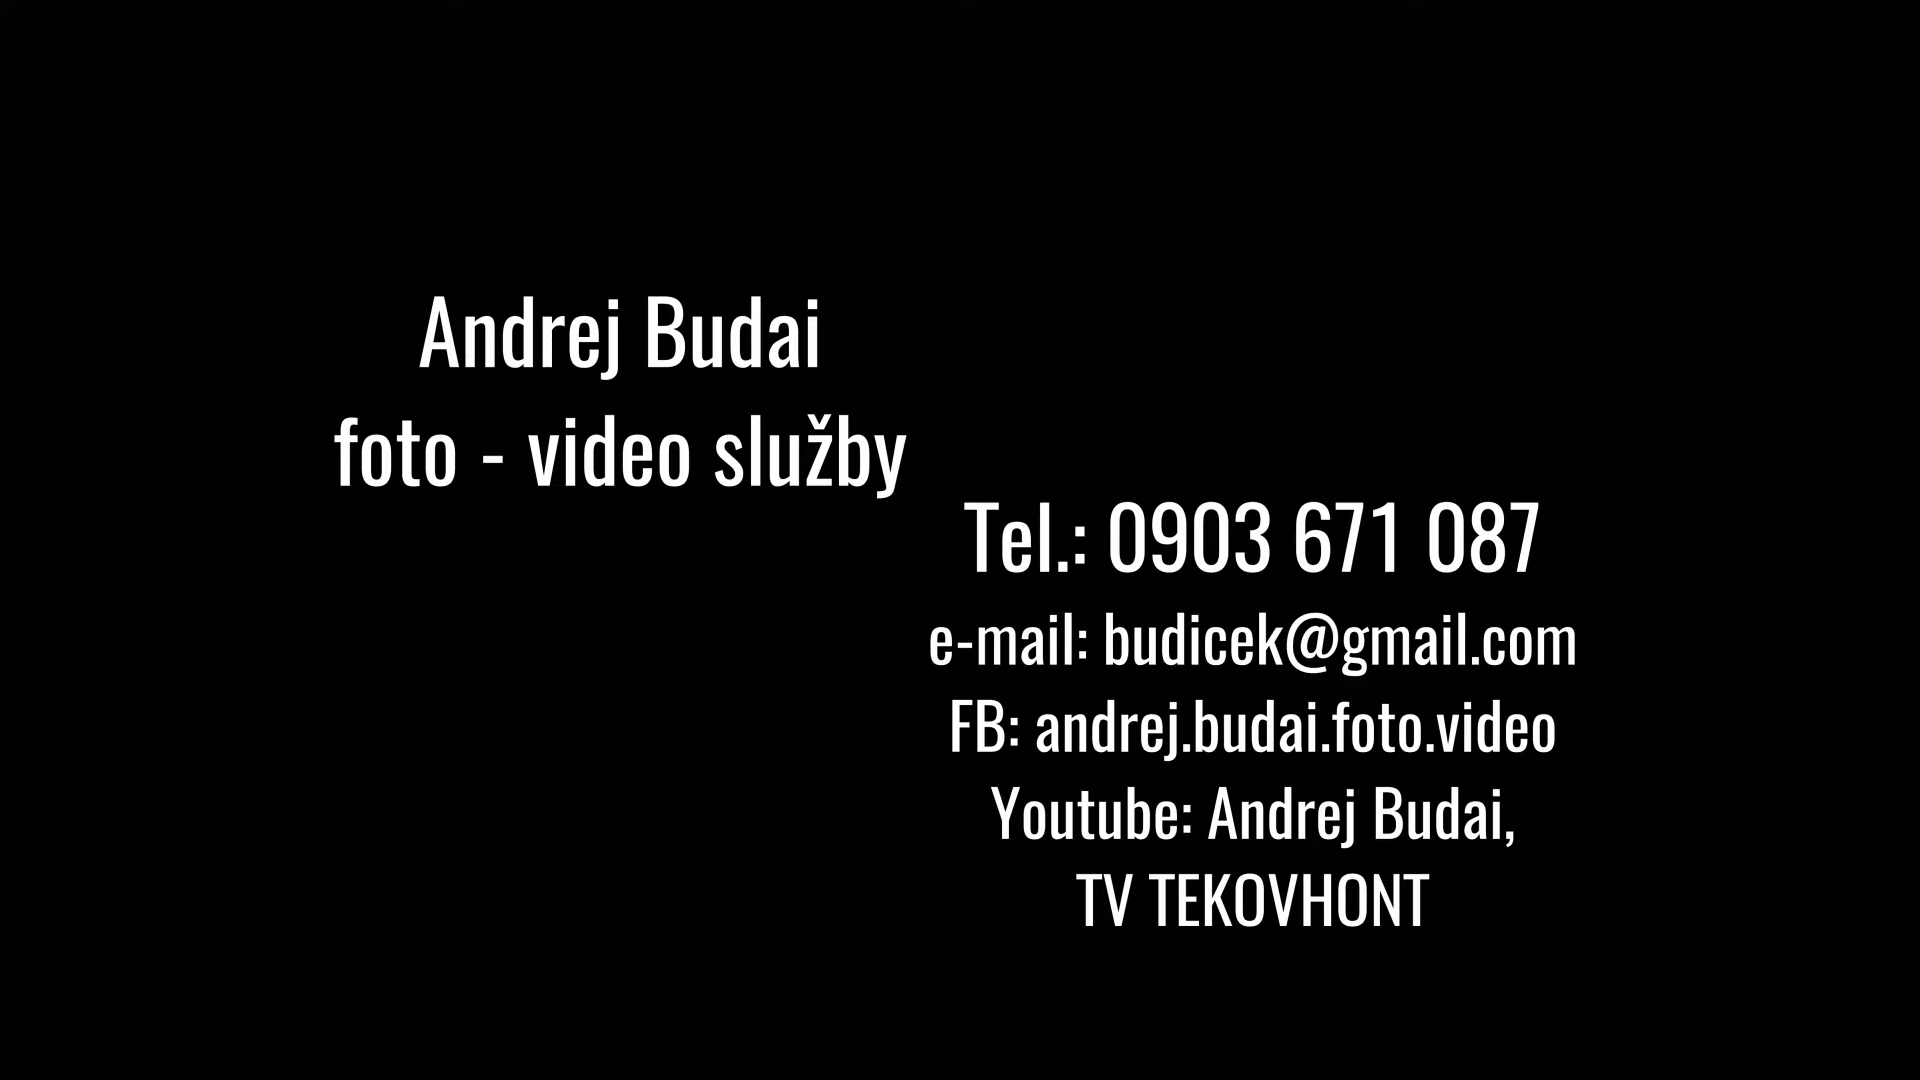 Andrej Budai
foto - video služby
Tel.: 0903 671 087
e-mail: budicek@gmail.com
FB: andrej.budai.foto.video
Youtube: Andrej Budai,
TV TEKOVHONT